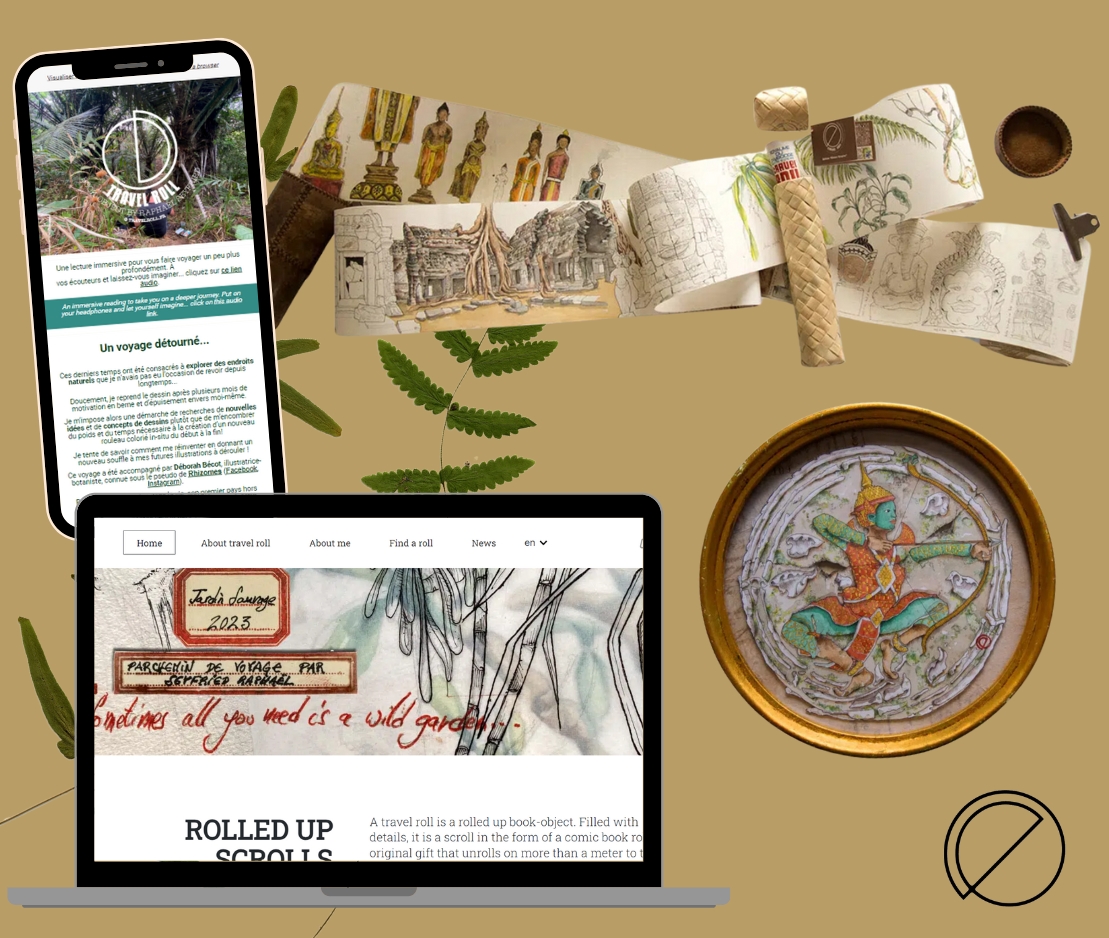 Visualiser
browser
TRAVEL ROLL
BY RAPHAEL
Une lecture immersive pour vous faire voyager un peu plus
profondément. À
vos écouteurs et laissez-vous imaginer... cliquez sur ce lien
audio.
An immersive reading to take you on a deeper journey. Put on
your headphones and let yourself imagine... click on this audio
link.
Un voyage détourné...
Ces derniers temps ont été consacrés à explorer des endroits
naturels que je n'avais pas eu l'occasion de revoir depuis
longtemps...
Doucement, je reprend le dessin après plusieurs mois de
motivation en berne et d'épuisement envers moi-même.
Je m'impose alors une démarche de recherches de nouvelles
idées et de concepts de dessins plutôt que de m'encombrer
du poids et du temps nécessaire à la création d'un nouveau
rouleau colorié in-situ du début à la fin!
Je tente de savoir comment me réinventer en donnant un
nouveau souffle à mes futures illustrations à dérouler !
Ce voyage a été accompagné par Déborah Bécot, illustratrice-
botaniste, connue sous le pseudo de Rhizomes (Facebook,
Instagram).
premier pays hors
Home
About travel roll
About me
Find a roll
News
en
Jardin Sauvage
2023
PARCHEMIN DE VOYAGE PAR
SEYFRIED RAPHAËL
Sometimes all you need is a wild garden...
ROLLED UP
SCROLLS
A travel roll is a rolled up book-object. Filled with
details, it is a scroll in the form of a comic book ro
original gift that unrolls on more than a meter to t